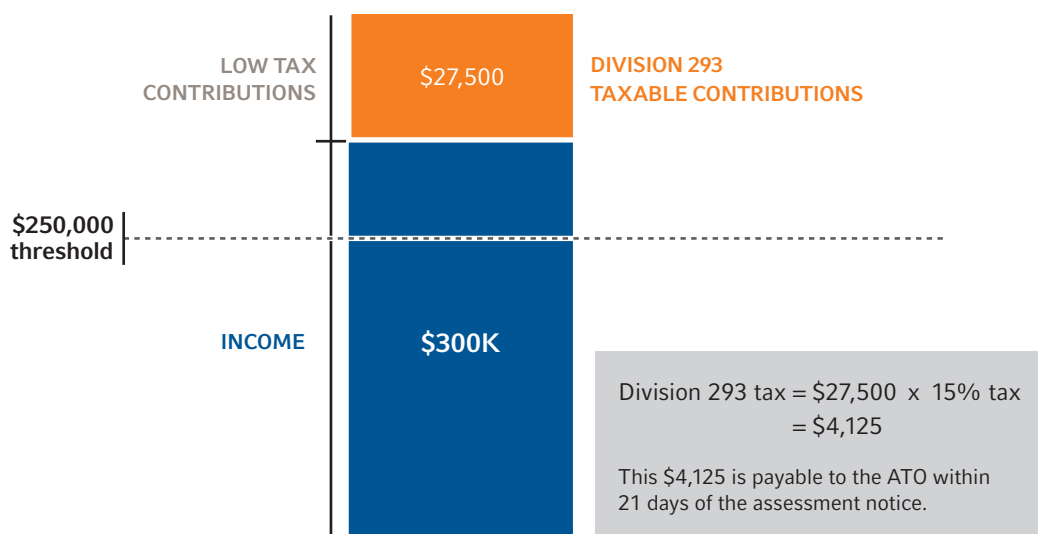 LOW TAX
CONTRIBUTIONS
$27,500
DIVISION 293
TAXABLE CONTRIBUTIONS
$250,000
threshold
INCOME
$300K
Division 293 tax = $27,500 x 15% tax
= $4,125
This $4,125 is payable to the ATO within
21 days of the assessment notice.